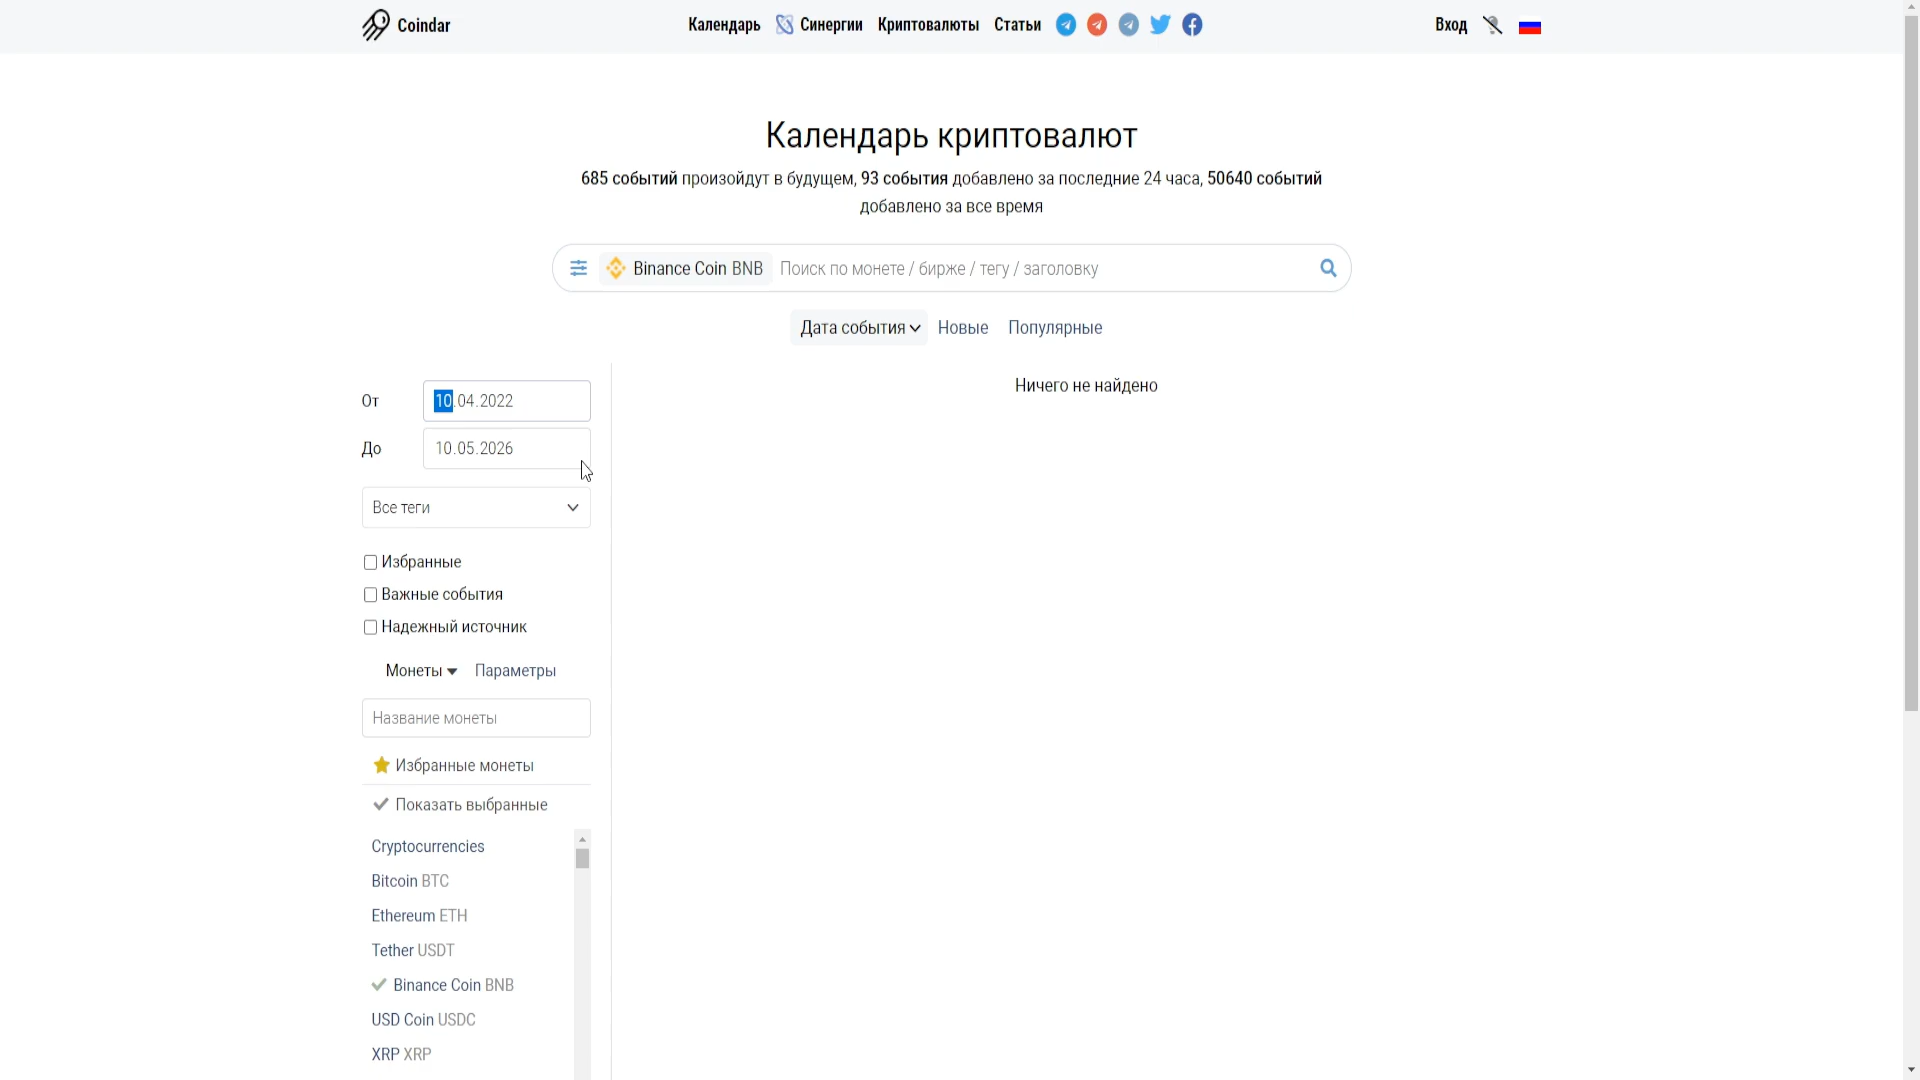 Coindar
Календарь Синергии Криптовалюты Статьи
Вход
Календарь криптовалют
685 событий произойдут в будущем, 93 события добавлено за последние 24 часа, 50640 событий
добавлено за все время
Binance Coin BNB Поиск по монете / бирже / тегу / заголовку
Дата события Новые Популярные
От 10.04.2022
До 10.05.2026
Все теги
Избранные
Важные события
Надежный источник
Монеты Параметры
Название монеты
Избранные монеты
Показать выбранные
Cryptocurrencies
Bitcoin BTC
Ethereum ETH
Tether USDT
Binance Coin BNB
USD Coin USDC
XRP XRP
Ничего не найдено